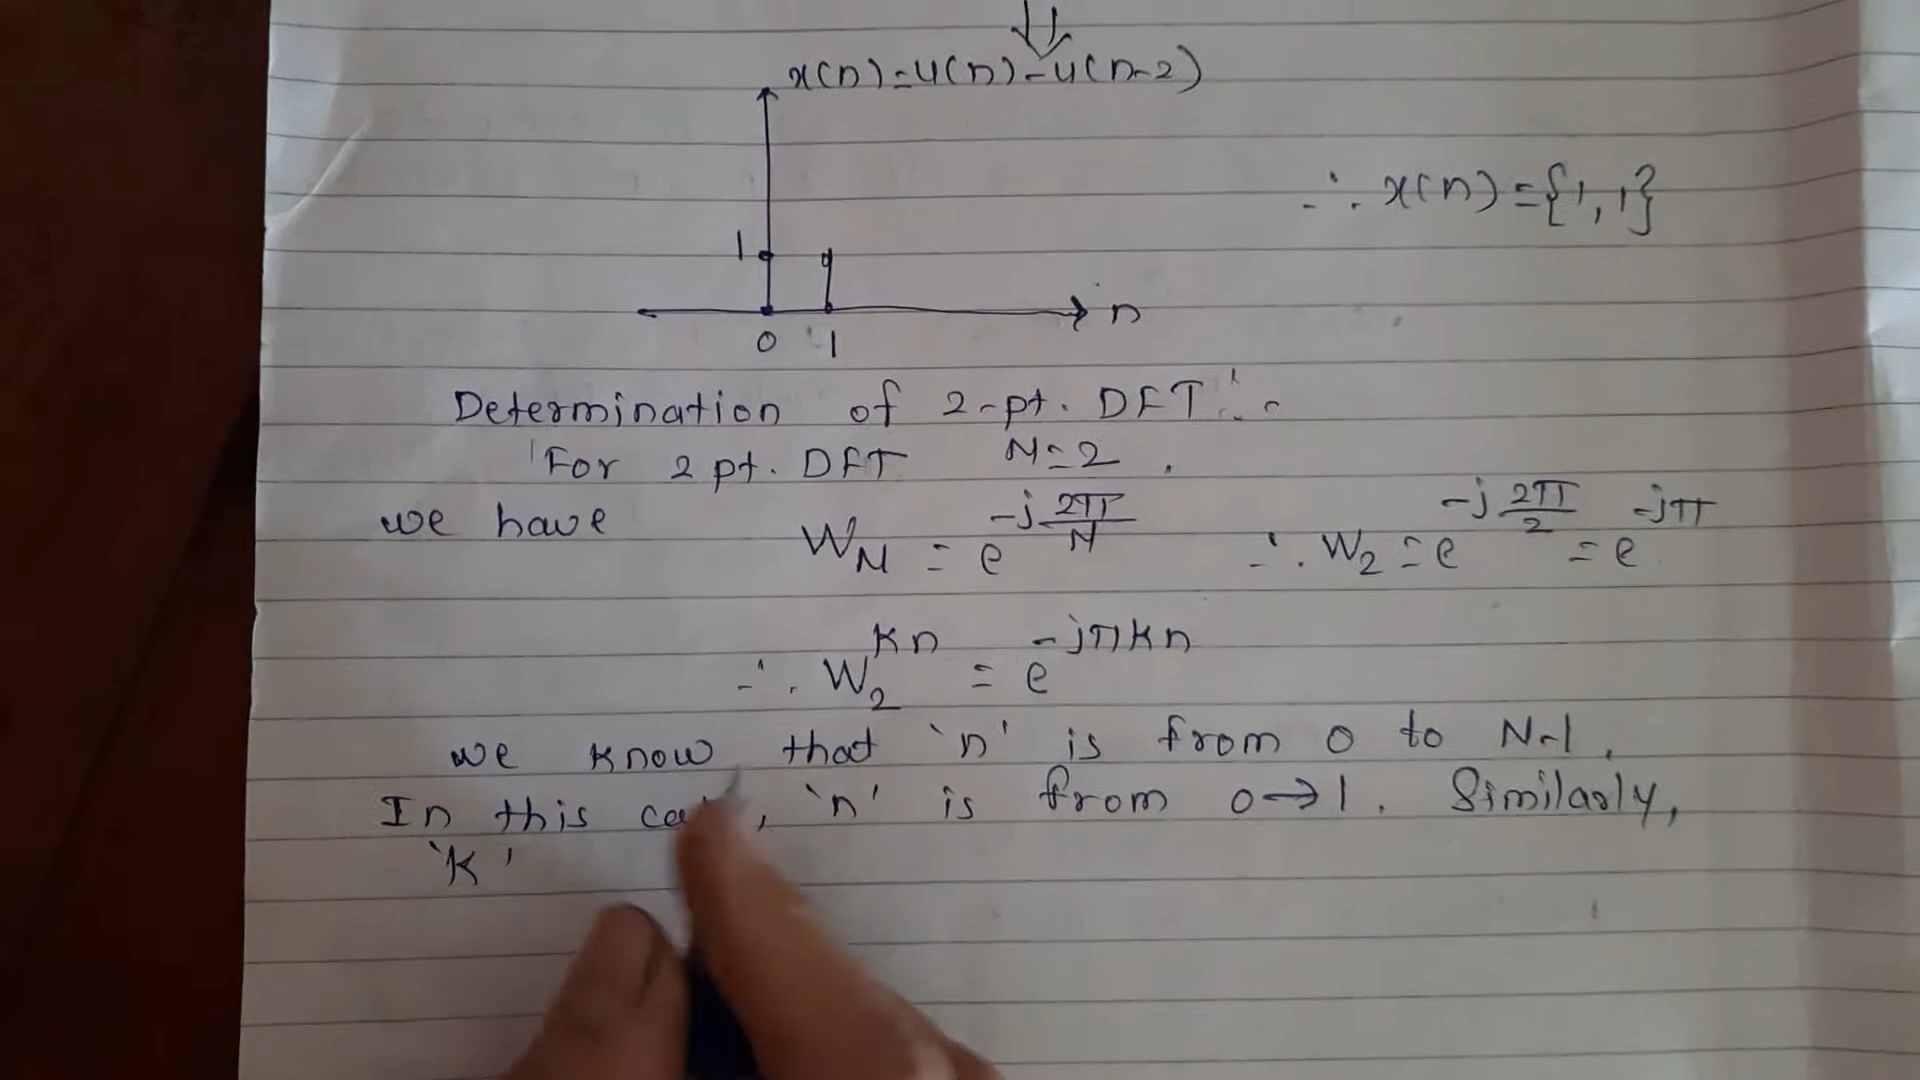 x(n)=u(n)-u(n-2)
∴ x(n)={1,1}
1
n
0 1
Determination of 2-pt. DFT:-
For 2 pt. DFT N=2.
we have W_N = e^{-j 2π/N} ∴ W_2 = e^{-j 2π/2} = e^{-jπ}
∴ W_2^{kn} = e^{-jπkn}
we know that 'n' is from 0 to N-1.
In this , 'n' is from 0→1. Similarly,
'k'